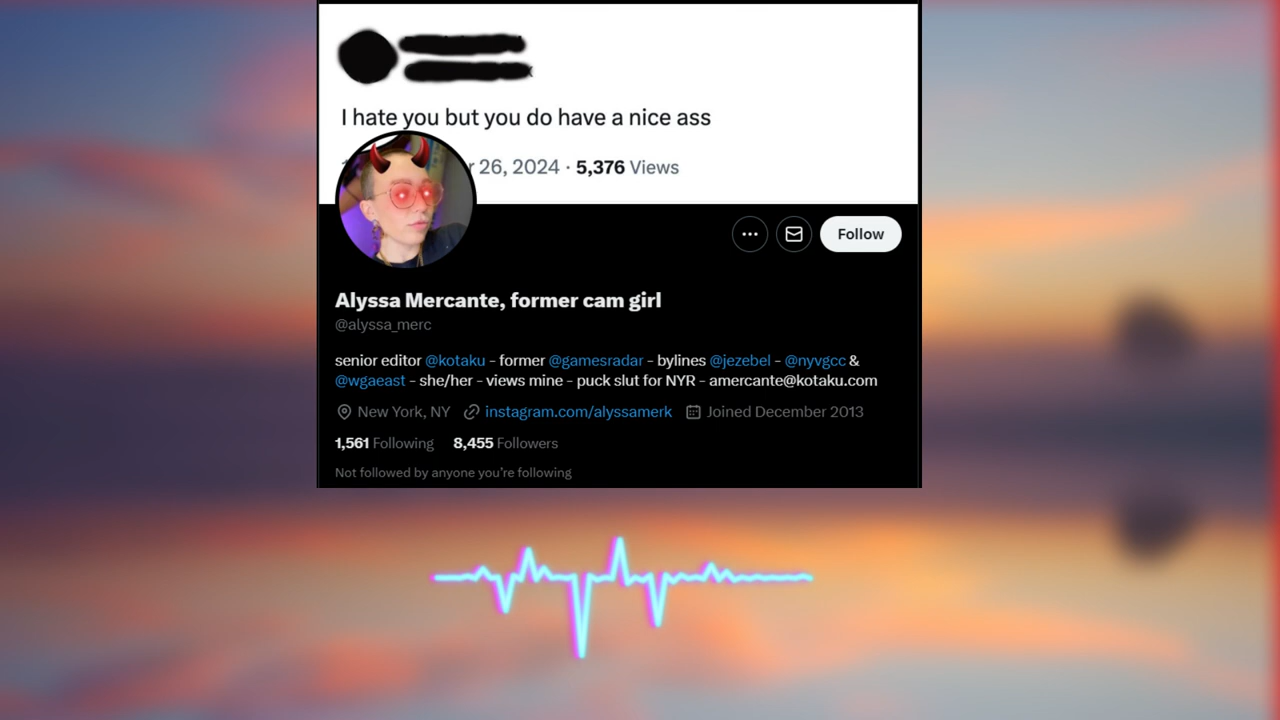 I hate you but you do have a nice ass
26, 2024 · 5,376 Views
Follow
Alyssa Mercante, former cam girl
@alyssa_merc
senior editor @kotaku - former @gamesradar - bylines @jezebel - @nyvgcc &
@wgaeast - she/her - views mine - puck slut for NYR - amercante@kotaku.com
New York, NY instagram.com/alyssamerk Joined December 2013
1,561 Following 8,455 Followers
Not followed by anyone you're following